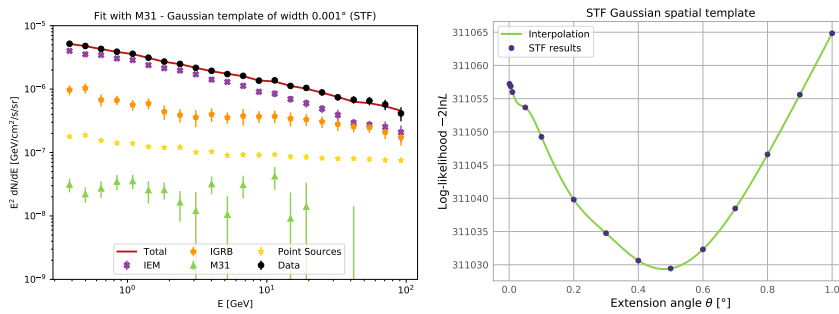 Fit with M31 - Gaussian template of width 0.001° (STF)
10⁻⁵
10⁻⁶
10⁻⁷
10⁻⁸
10⁻⁹
E² dN/dE [GeV/cm²/s/sr]
Total
IEM
IGRB
M31
Point Sources
Data
10⁰
10¹
10²
E [GeV]
STF Gaussian spatial template
Interpolation
STF results
311065
311060
311055
311050
311045
311040
311035
311030
Log-likelihood −2lnL
0.0
0.2
0.4
0.6
0.8
1.0
Extension angle θ [°]